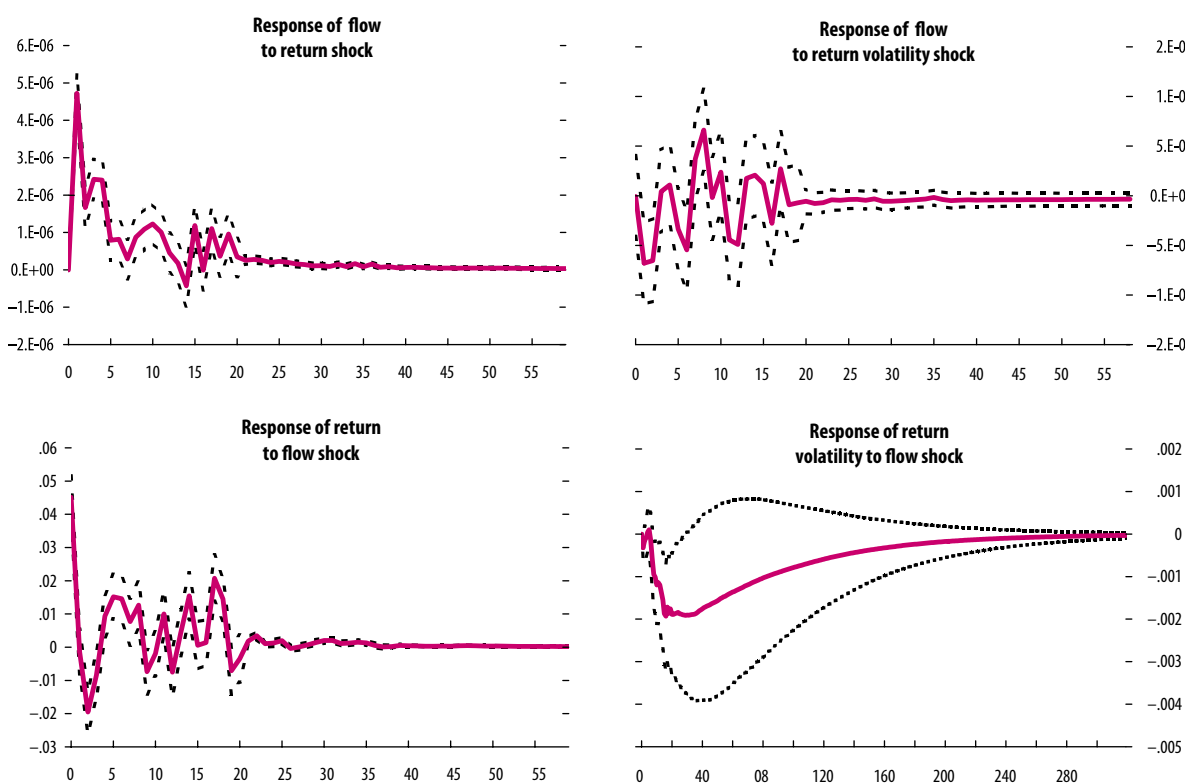 Response of flow
to return shock
6.E-06
5.E-06
4.E-06
3.E-06
2.E-06
1.E-06
0.E+00
–1.E-06
–2.E-06
0 5 10 15 20 25 30 35 40 45 50 55
Response of flow
to return volatility shock
2.E-0
1.E-0
5.E-0
0.E+0
–5.E-0
–1.E-0
–2.E-0
0 5 10 15 20 25 30 35 40 45 50 55
Response of return
to flow shock
.06
.05
.04
.03
.02
.01
0
–.01
–.02
–.03
0 5 10 15 20 25 30 35 40 45 50 55
Response of return
volatility to flow shock
.002
.001
0
–.001
–.002
–.003
–.004
–.005
0 40 08 120 160 200 240 280